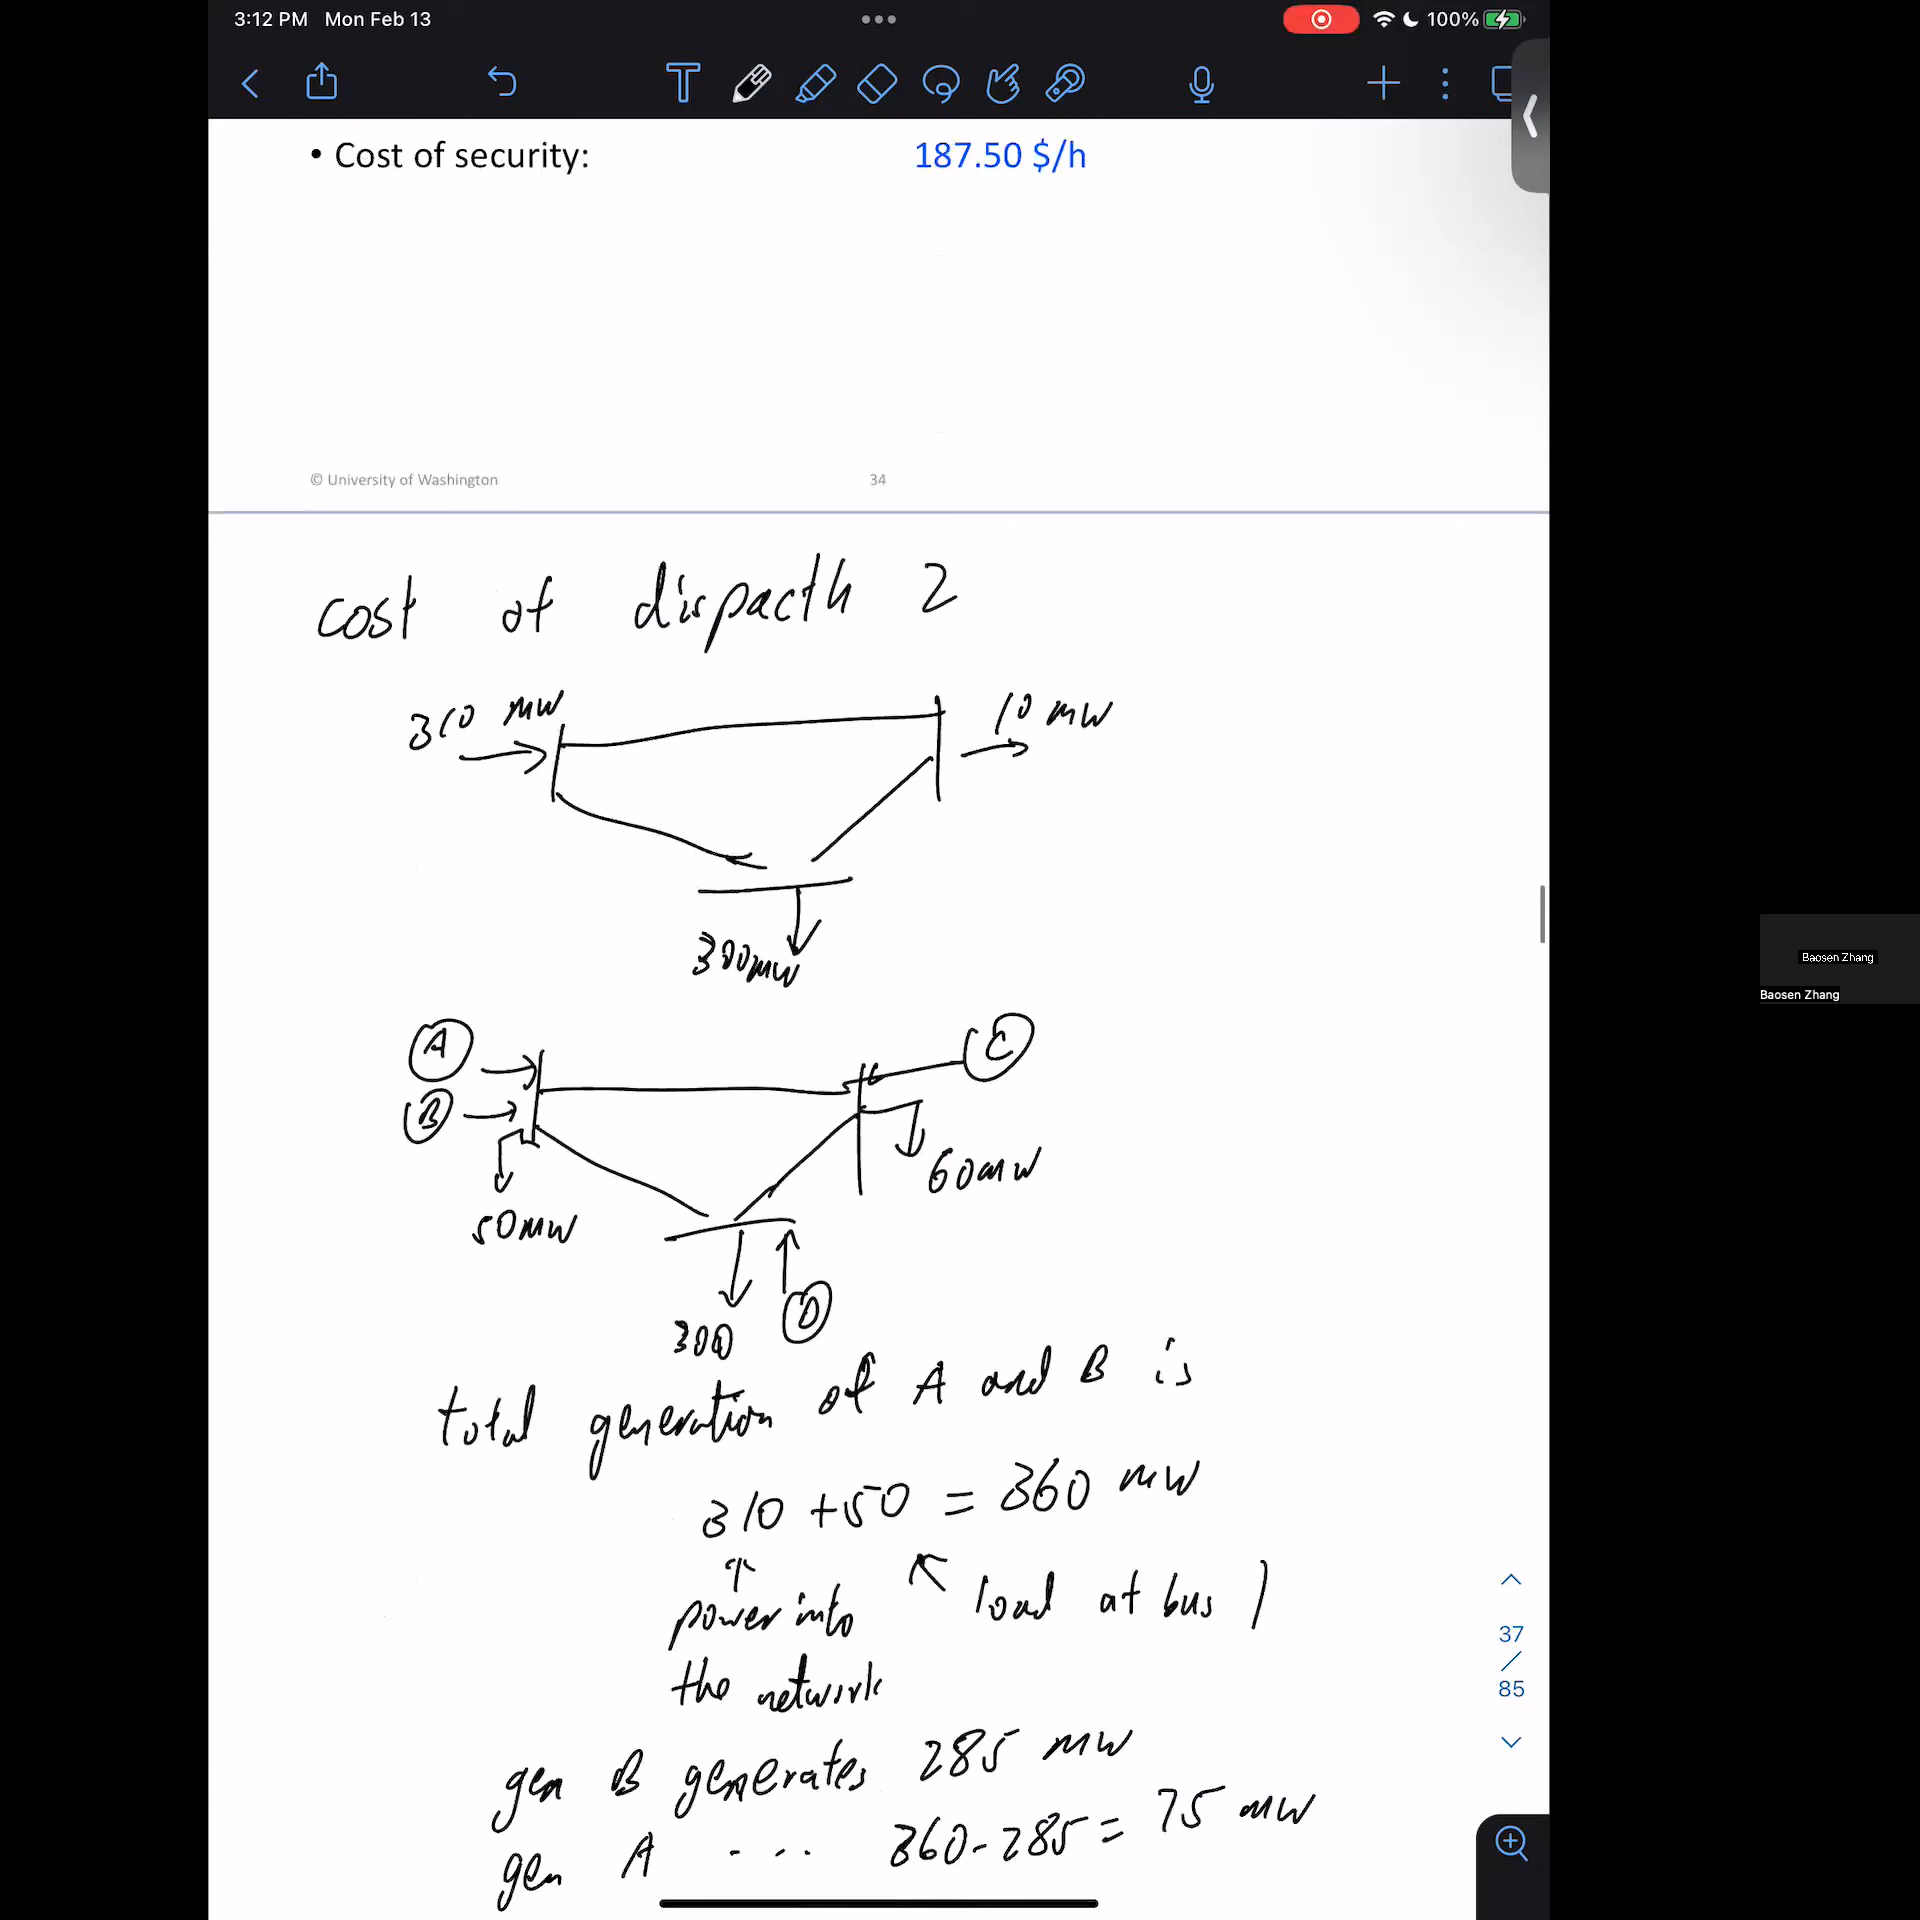 3:12 PM Mon Feb 13
100%
• Cost of security: 187.50 $/h
© University of Washington 34
cost of dispacth 2
310 MW
10 MW
300MW
A
C
B
60MW
50MW
300 D
total generation of A and B is
310 + 50 = 360 MW
power into load at bus 1
the network
gen B generates 285 MW
gen A - ... 360-285 = 75 MW
37
/
85
Baosen Zhang
Baosen Zhang